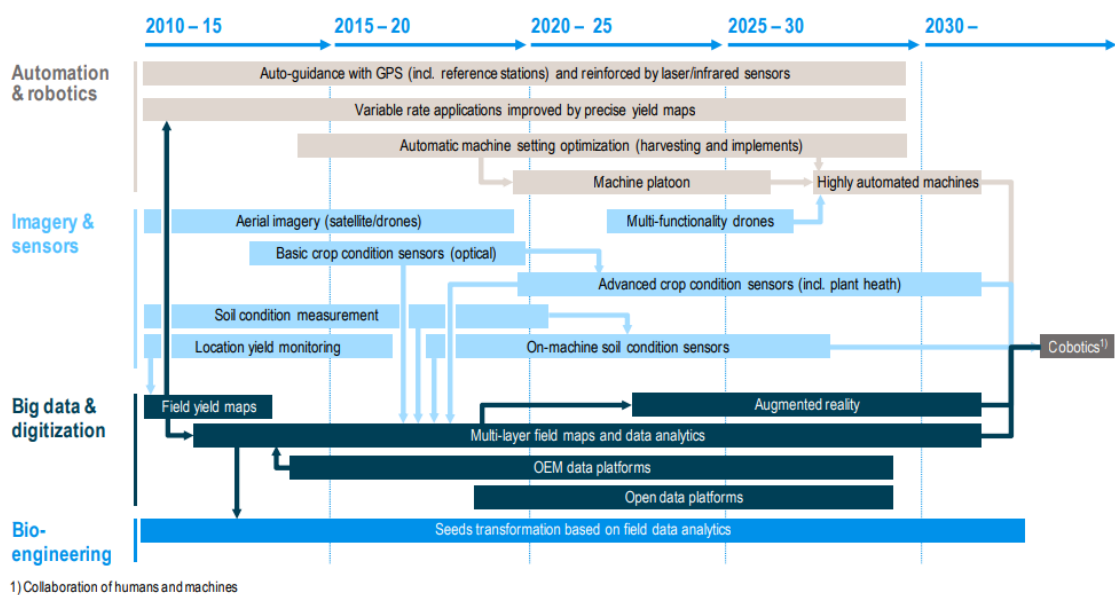 2010 – 15
2015 – 20
2020 – 25
2025 – 30
2030 –
Automation
& robotics
Auto-guidance with GPS (incl. reference stations) and reinforced by laser/infrared sensors
Variable rate applications improved by precise yield maps
Automatic machine setting optimization (harvesting and implements)
Machine platoon
Highly automated machines
Imagery &
sensors
Aerial imagery (satellite/drones)
Multi-functionality drones
Basic crop condition sensors (optical)
Advanced crop condition sensors (incl. plant heath)
Soil condition measurement
Location yield monitoring
On-machine soil condition sensors
Cobotics1)
Big data &
digitization
Field yield maps
Augmented reality
Multi-layer field maps and data analytics
OEM data platforms
Open data platforms
Bio-
engineering
Seeds transformation based on field data analytics
1) Collaboration of humans and machines